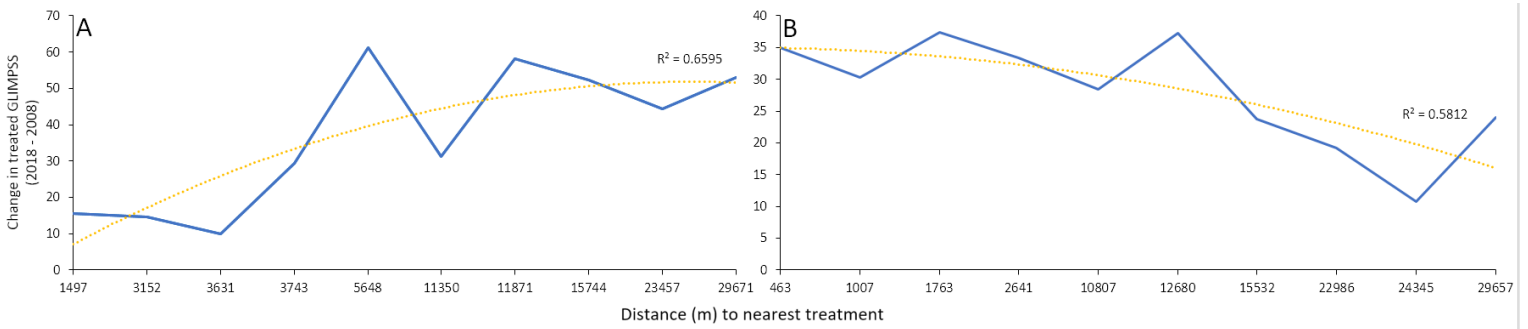 A
Change in treated GLIMPSS
(2018 - 2008)
70
60
50
40
30
20
10
0
R² = 0.6595
1497 3152 3631 3743 5648 11350 11871 15744 23457 29671
B
40
35
30
25
20
15
10
5
0
R² = 0.5812
463 1007 1763 2641 10807 12680 15532 22986 24345 29657
Distance (m) to nearest treatment